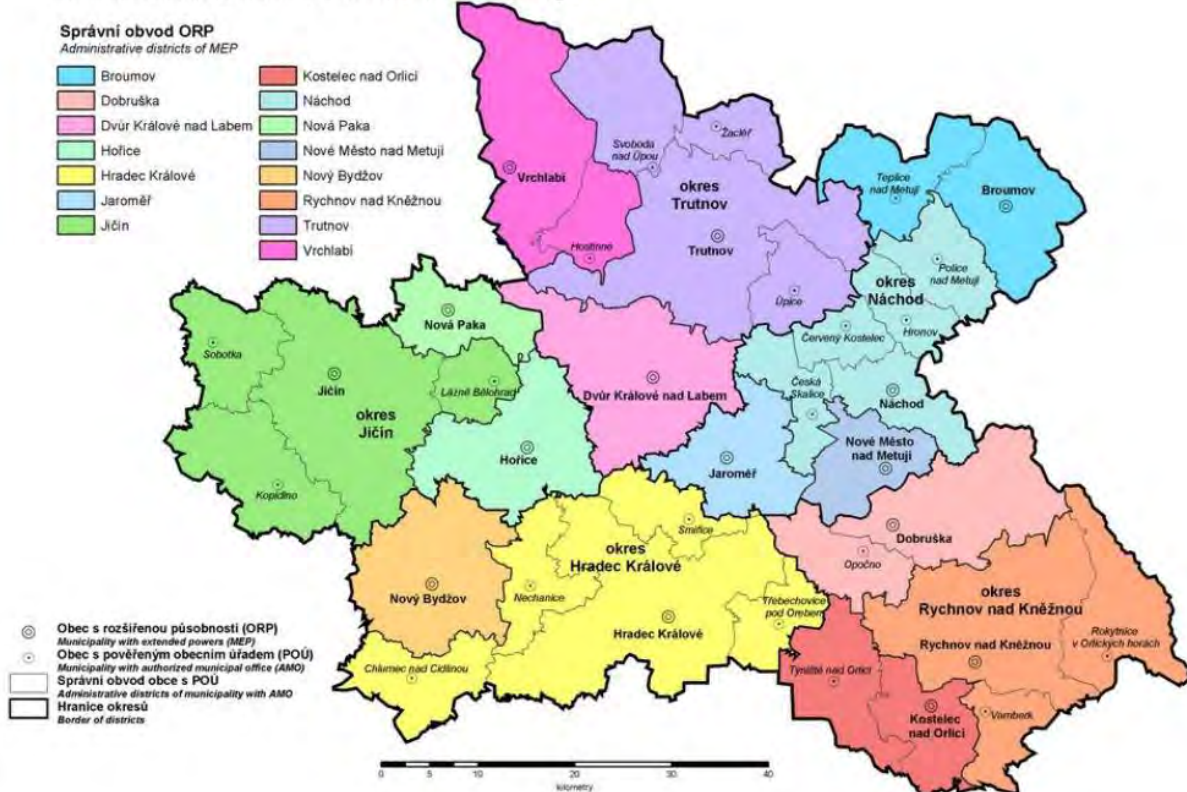 Správní obvod ORP
Administrative districts of MEP
Broumov
Dobruška
Dvůr Králové nad Labem
Hořice
Hradec Králové
Jaroměř
Jičín
Kostelec nad Orlicí
Náchod
Nová Paka
Nové Město nad Metují
Nový Bydžov
Rychnov nad Kněžnou
Trutnov
Vrchlabí
Žacléř
Svoboda
nad Úpou
Vrchlabí
okres
Trutnov
Teplice
nad Metují
Broumov
Trutnov
Hostinné
Police
nad Metují
okres
Náchod
Úpice
Nová Paka
Hronov
Červený Kostelec
Sobotka
Jičín
Lázně Bělohrad
Dvůr Králové nad Labem
Česká
Skalice
Náchod
okres
Jičín
Nové Město
nad Metují
Hořice
Jaroměř
Kopidlno
Smiřice
Dobruška
okres
Hradec Králové
Opočno
Nový Bydžov
Nechanice
Třebechovice
pod Orebem
okres
Rychnov nad Kněžnou
Hradec Králové
Rychnov nad Kněžnou
Rokytnice
v Orlických horách
Chlumec nad Cidlinou
Týniště nad Orlicí
Kostelec
nad Orlicí
Vamberk
Obec s rozšířenou působností (ORP)
Municipality with extended powers (MEP)
Obec s pověřeným obecním úřadem (POÚ)
Municipality with authorized municipal office (AMO)
Správní obvod obce s POÚ
Administrative districts of municipality with AMO
Hranice okresů
Border of districts
0 5 10 20 30 40
kilometry